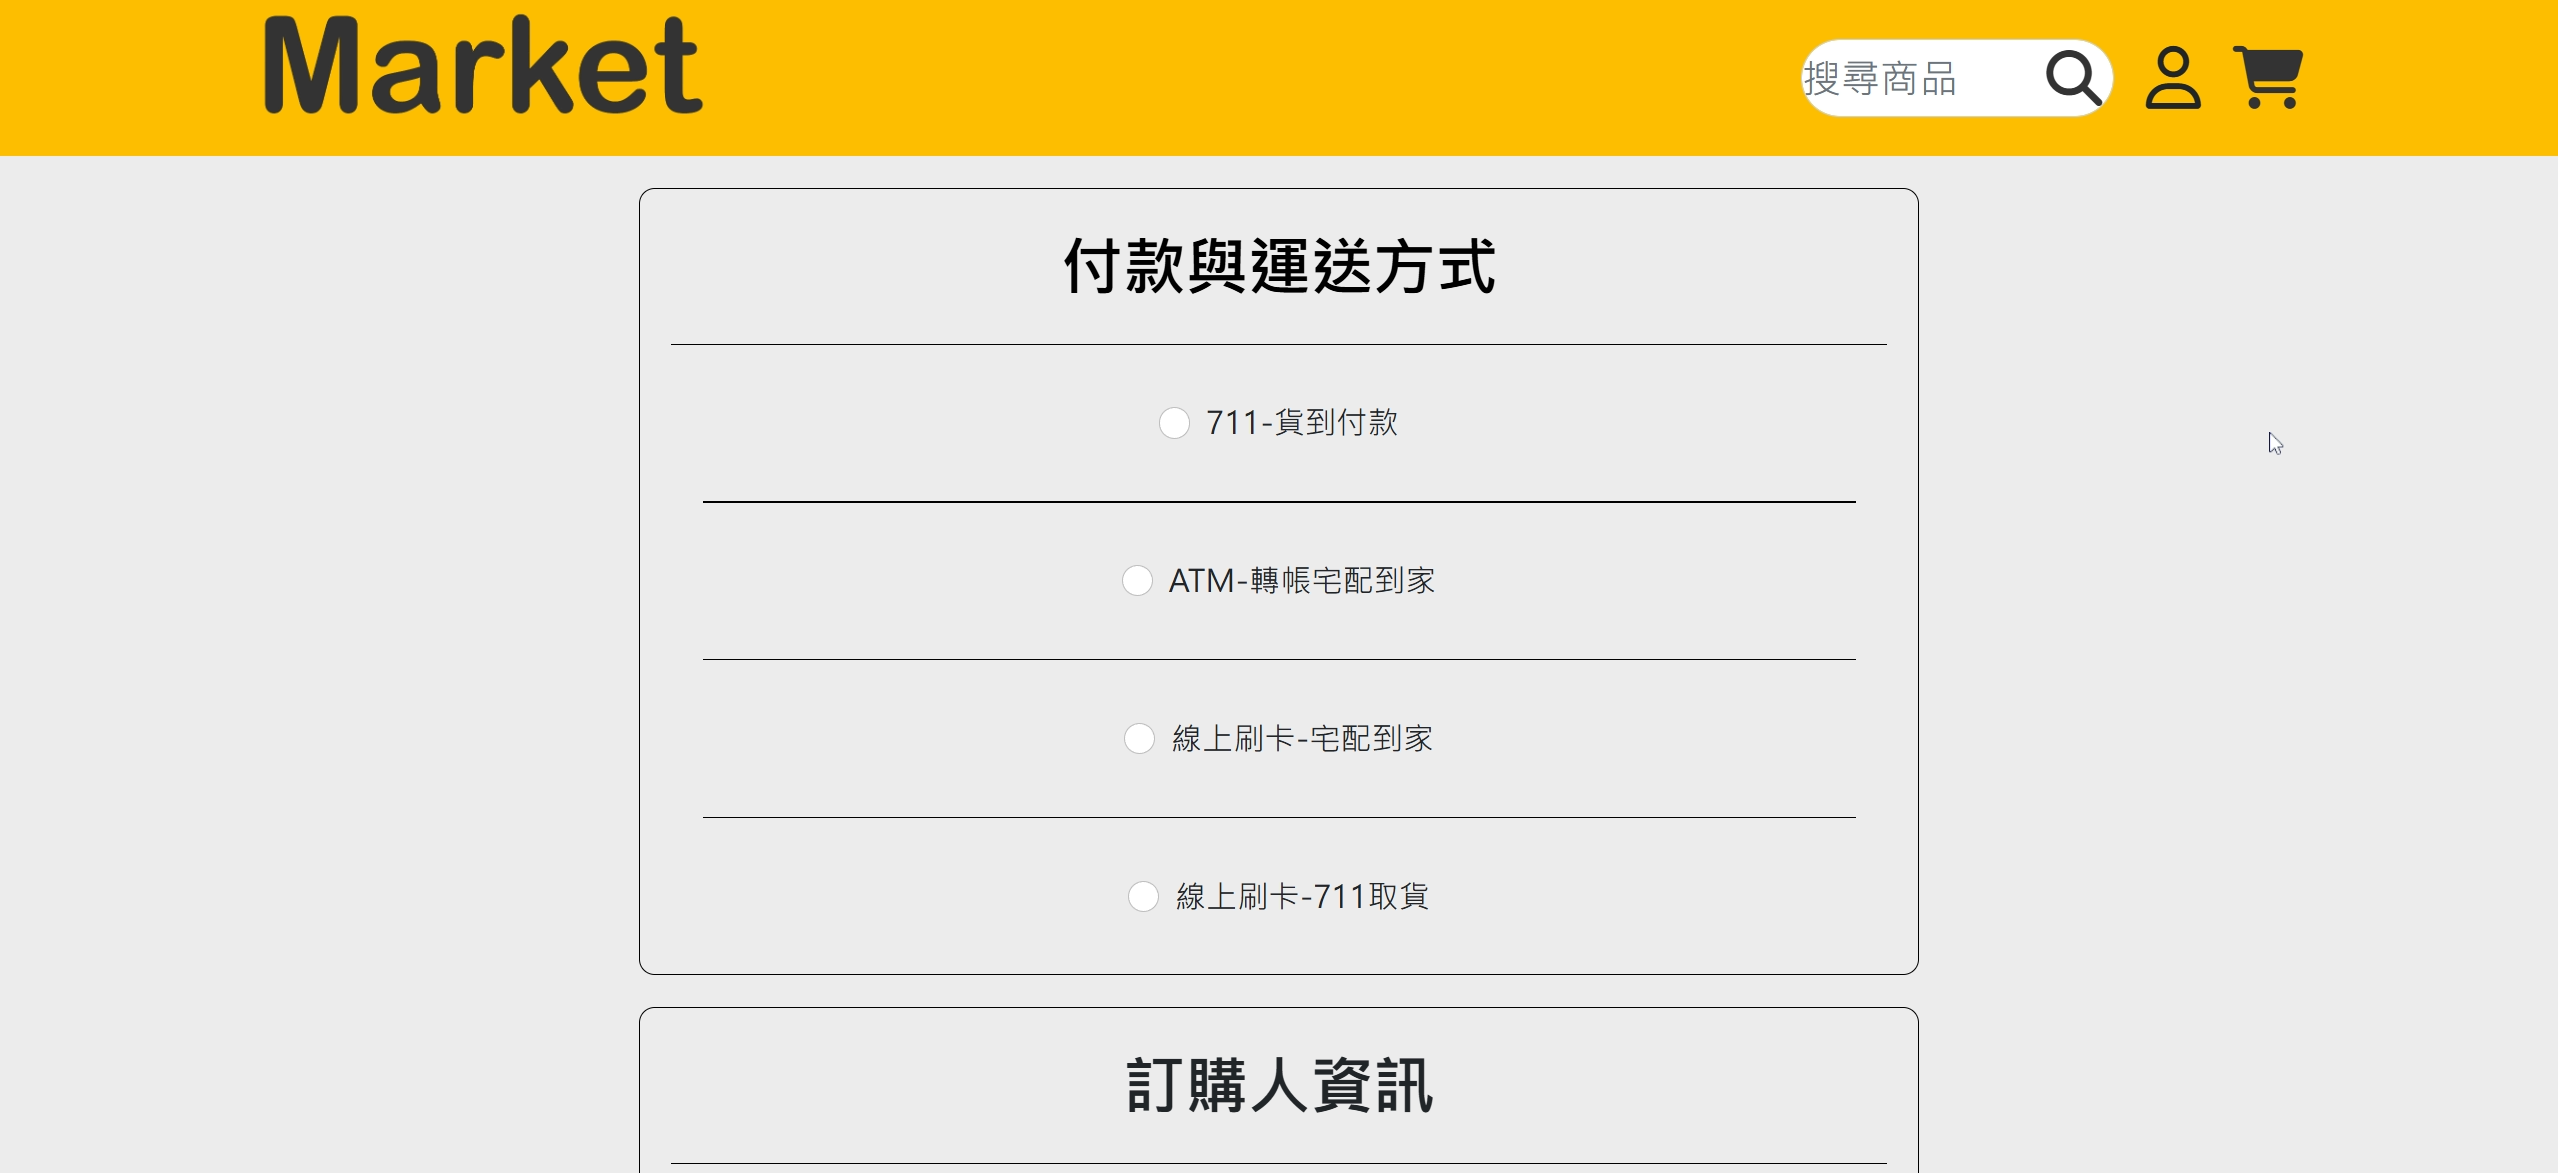 Market
搜尋商品
付款與運送方式
711-貨到付款
ATM-轉帳宅配到家
線上刷卡-宅配到家
線上刷卡-711取貨
訂購人資訊